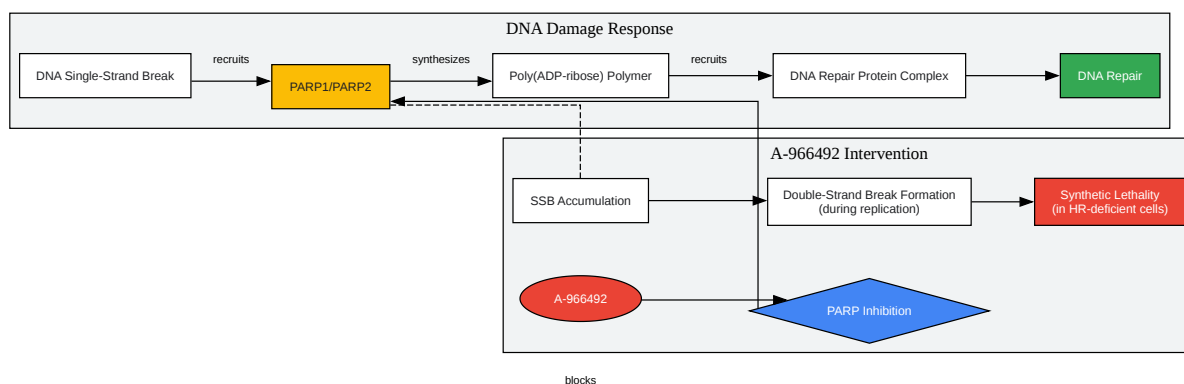 DNA Damage Response
recruits
synthesizes
recruits
DNA Single-Strand Break
PARP1/PARP2
Poly(ADP-ribose) Polymer
DNA Repair Protein Complex
DNA Repair
A-966492 Intervention
SSB Accumulation
Double-Strand Break Formation
(during replication)
Synthetic Lethality
(in HR-deficient cells)
A-966492
PARP Inhibition
blocks